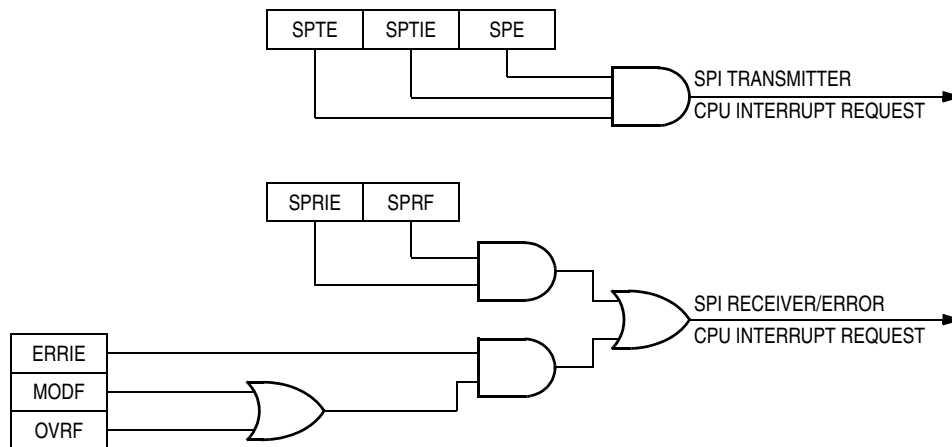 SPTE SPTIE SPE
SPI TRANSMITTER
CPU INTERRUPT REQUEST
SPRIE SPRF
SPI RECEIVER/ERROR
CPU INTERRUPT REQUEST
ERRIE
MODF
OVRF